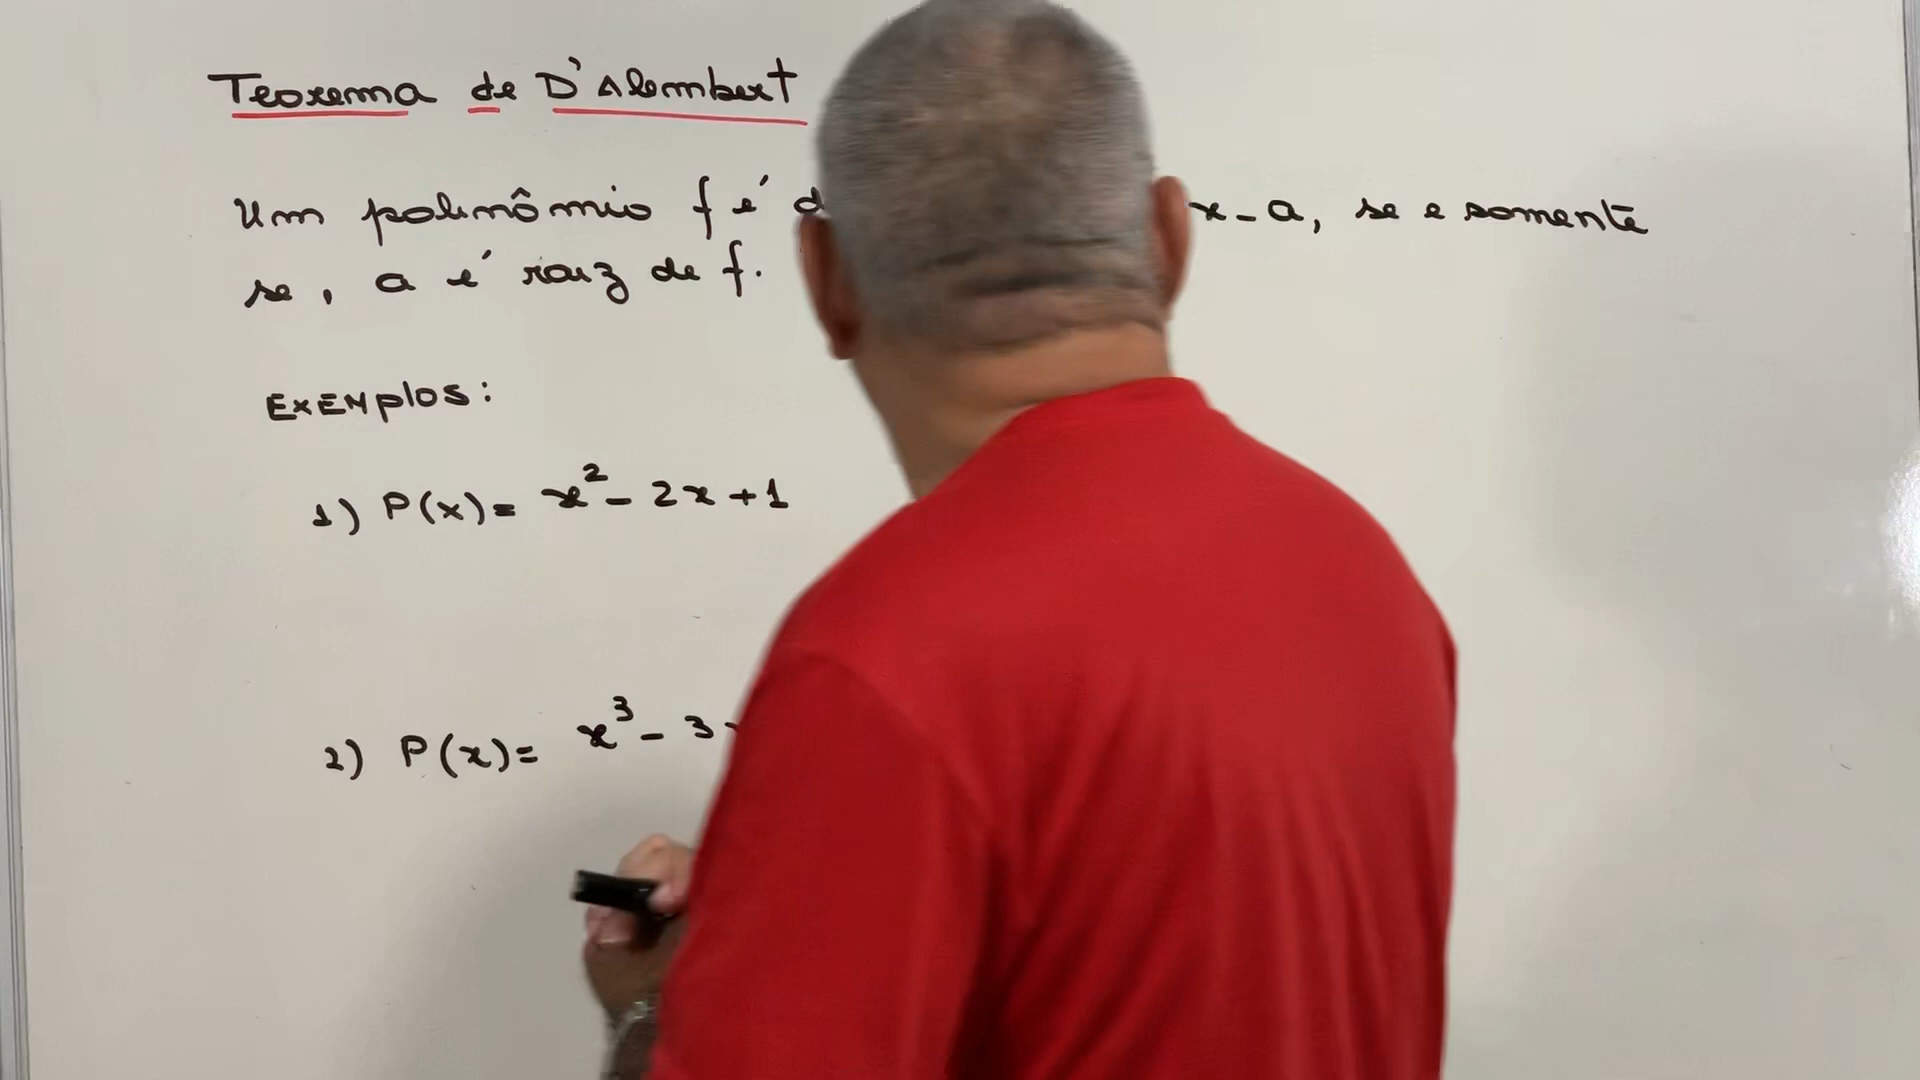 Teorema de D'Alembert
Um polinômio f é x - a, se e somente
se, a é raiz de f.
EXEMplos:
1) P(x) = x² - 2x + 1
2) P(x) = x³ - 3